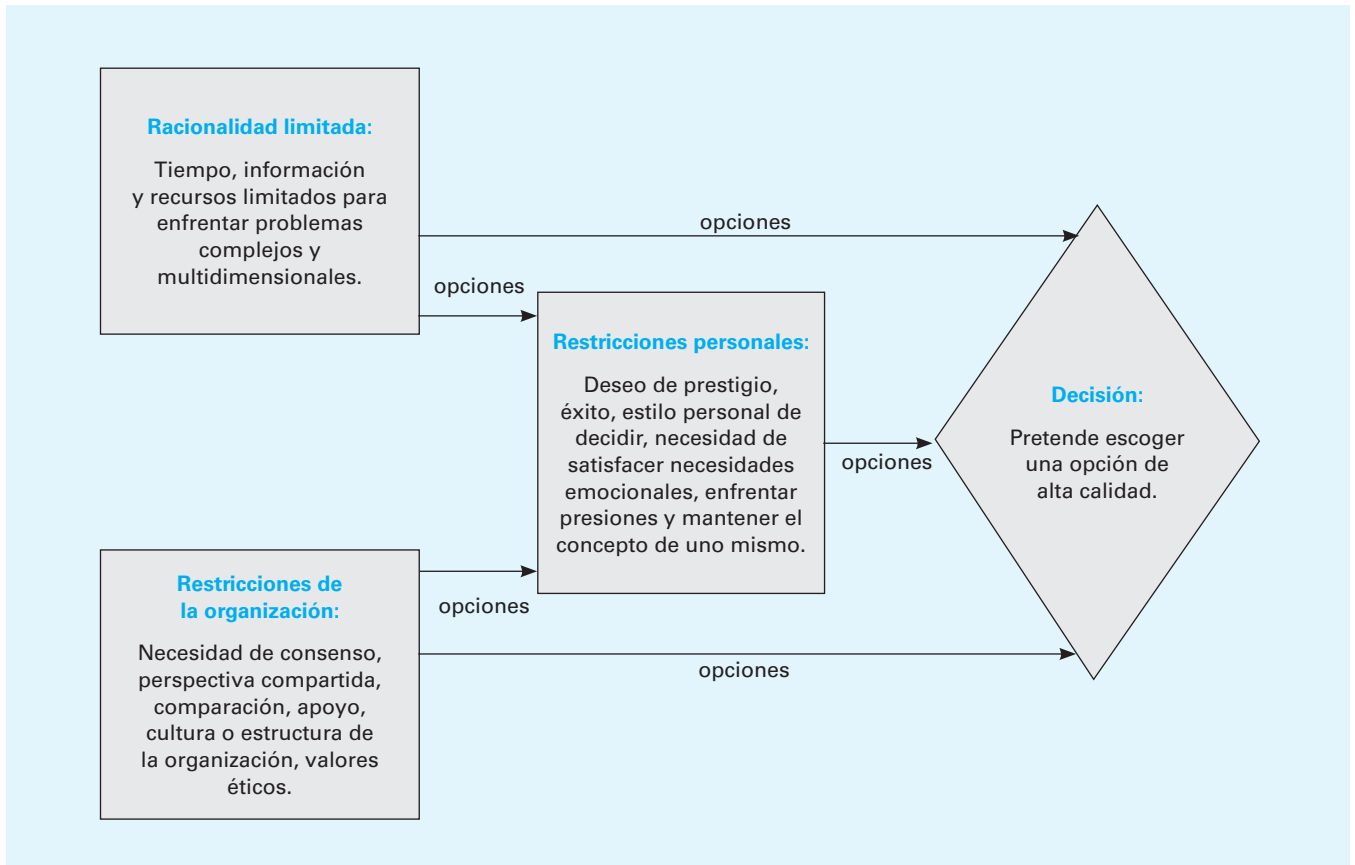 Racionalidad limitada:
Tiempo, información
y recursos limitados para
enfrentar problemas
complejos y
multidimensionales.
opciones
opciones
Restricciones personales:
Deseo de prestigio,
éxito, estilo personal de
decidir, necesidad de
satisfacer necesidades
emocionales, enfrentar
presiones y mantener el
concepto de uno mismo.
opciones
Decisión:
Pretende escoger
una opción de
alta calidad.
Restricciones de
la organización:
Necesidad de consenso,
perspectiva compartida,
comparación, apoyo,
cultura o estructura de
la organización, valores
éticos.
opciones
opciones